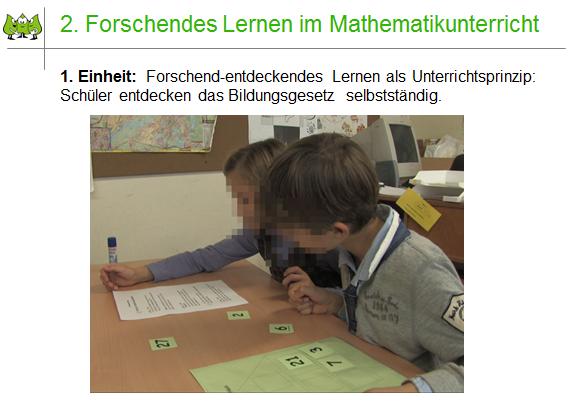 2. Forschendes Lernen im Mathematikunterricht
1. Einheit: Forschend-entdeckendes Lernen als Unterrichtsprinzip:
Schüler entdecken das Bildungsgesetz selbstständig.
2
6
27
3
21
7